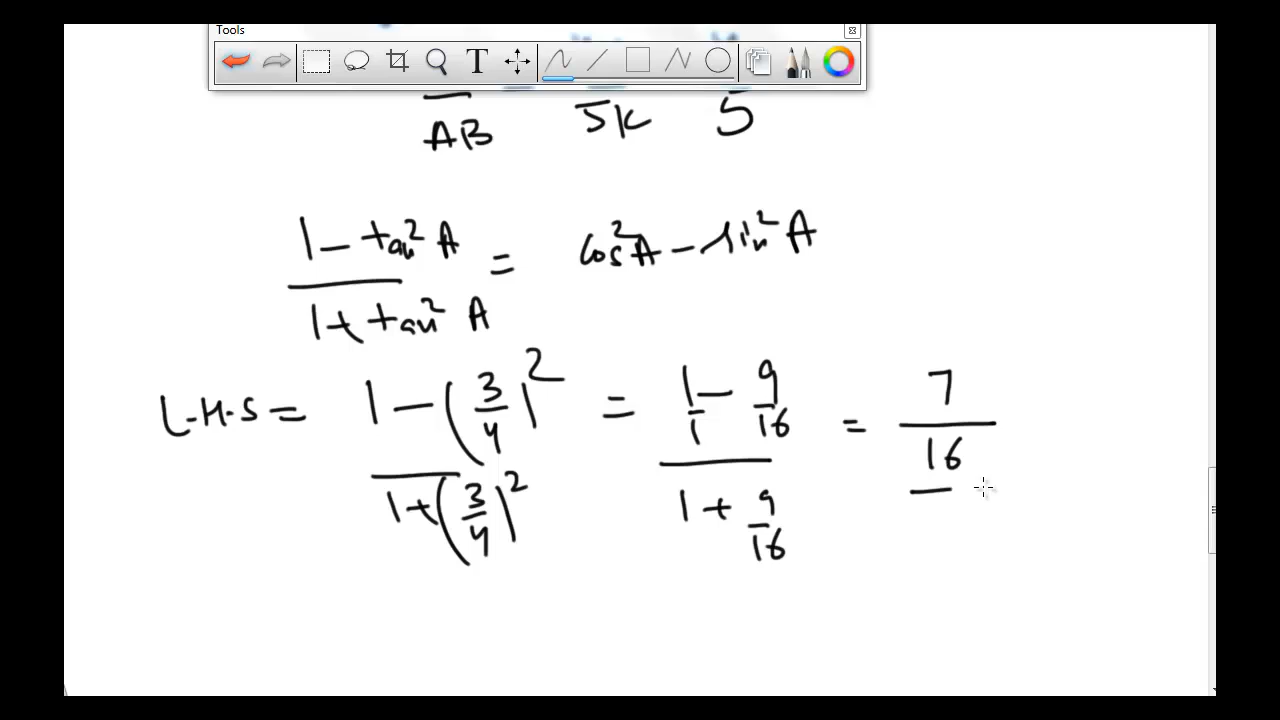 Tools
T
AB 5K 5
1 - tan² A / 1 + tan² A = cos² A - sin² A
L.H.S = 1 - (3/4)² / 1 + (3/4)² = 1/1 - 9/16 / 1 + 9/16 = 7/16